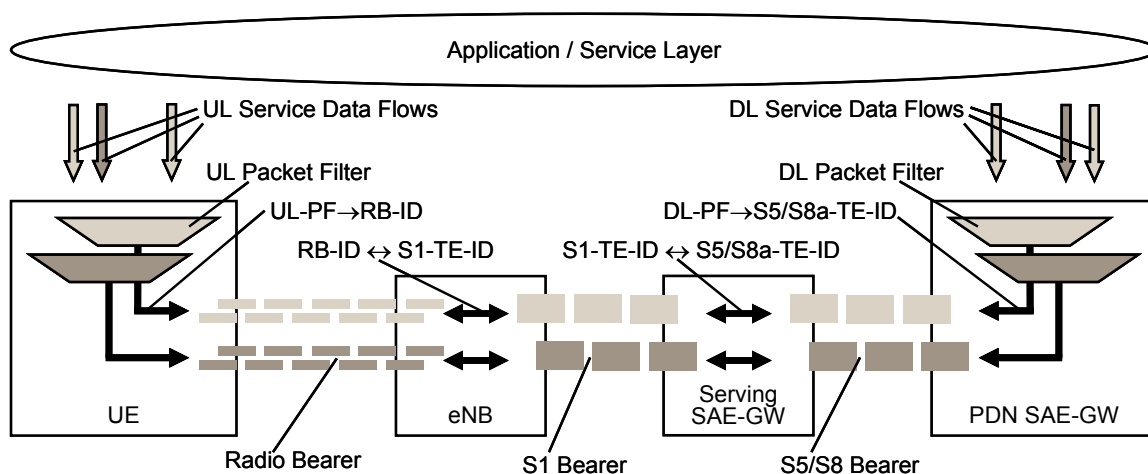 Application / Service Layer
UL Service Data Flows
DL Service Data Flows
UL Packet Filter
DL Packet Filter
UL-PF→RB-ID
DL-PF→S5/S8a-TE-ID
RB-ID ↔ S1-TE-ID
S1-TE-ID ↔ S5/S8a-TE-ID
UE
eNB
Serving
SAE-GW
PDN SAE-GW
Radio Bearer
S1 Bearer
S5/S8 Bearer